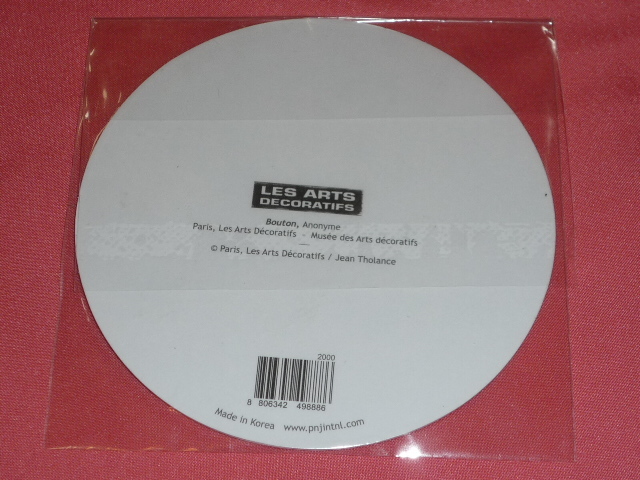 LES ARTS
DECORATIFS
Bouton, Anonyme
Paris, Les Arts Décoratifs - Musée des Arts décoratifs
© Paris, Les Arts Décoratifs / Jean Tholance
2000
8 806342 498886
Made in Korea www.pnjintnl.com